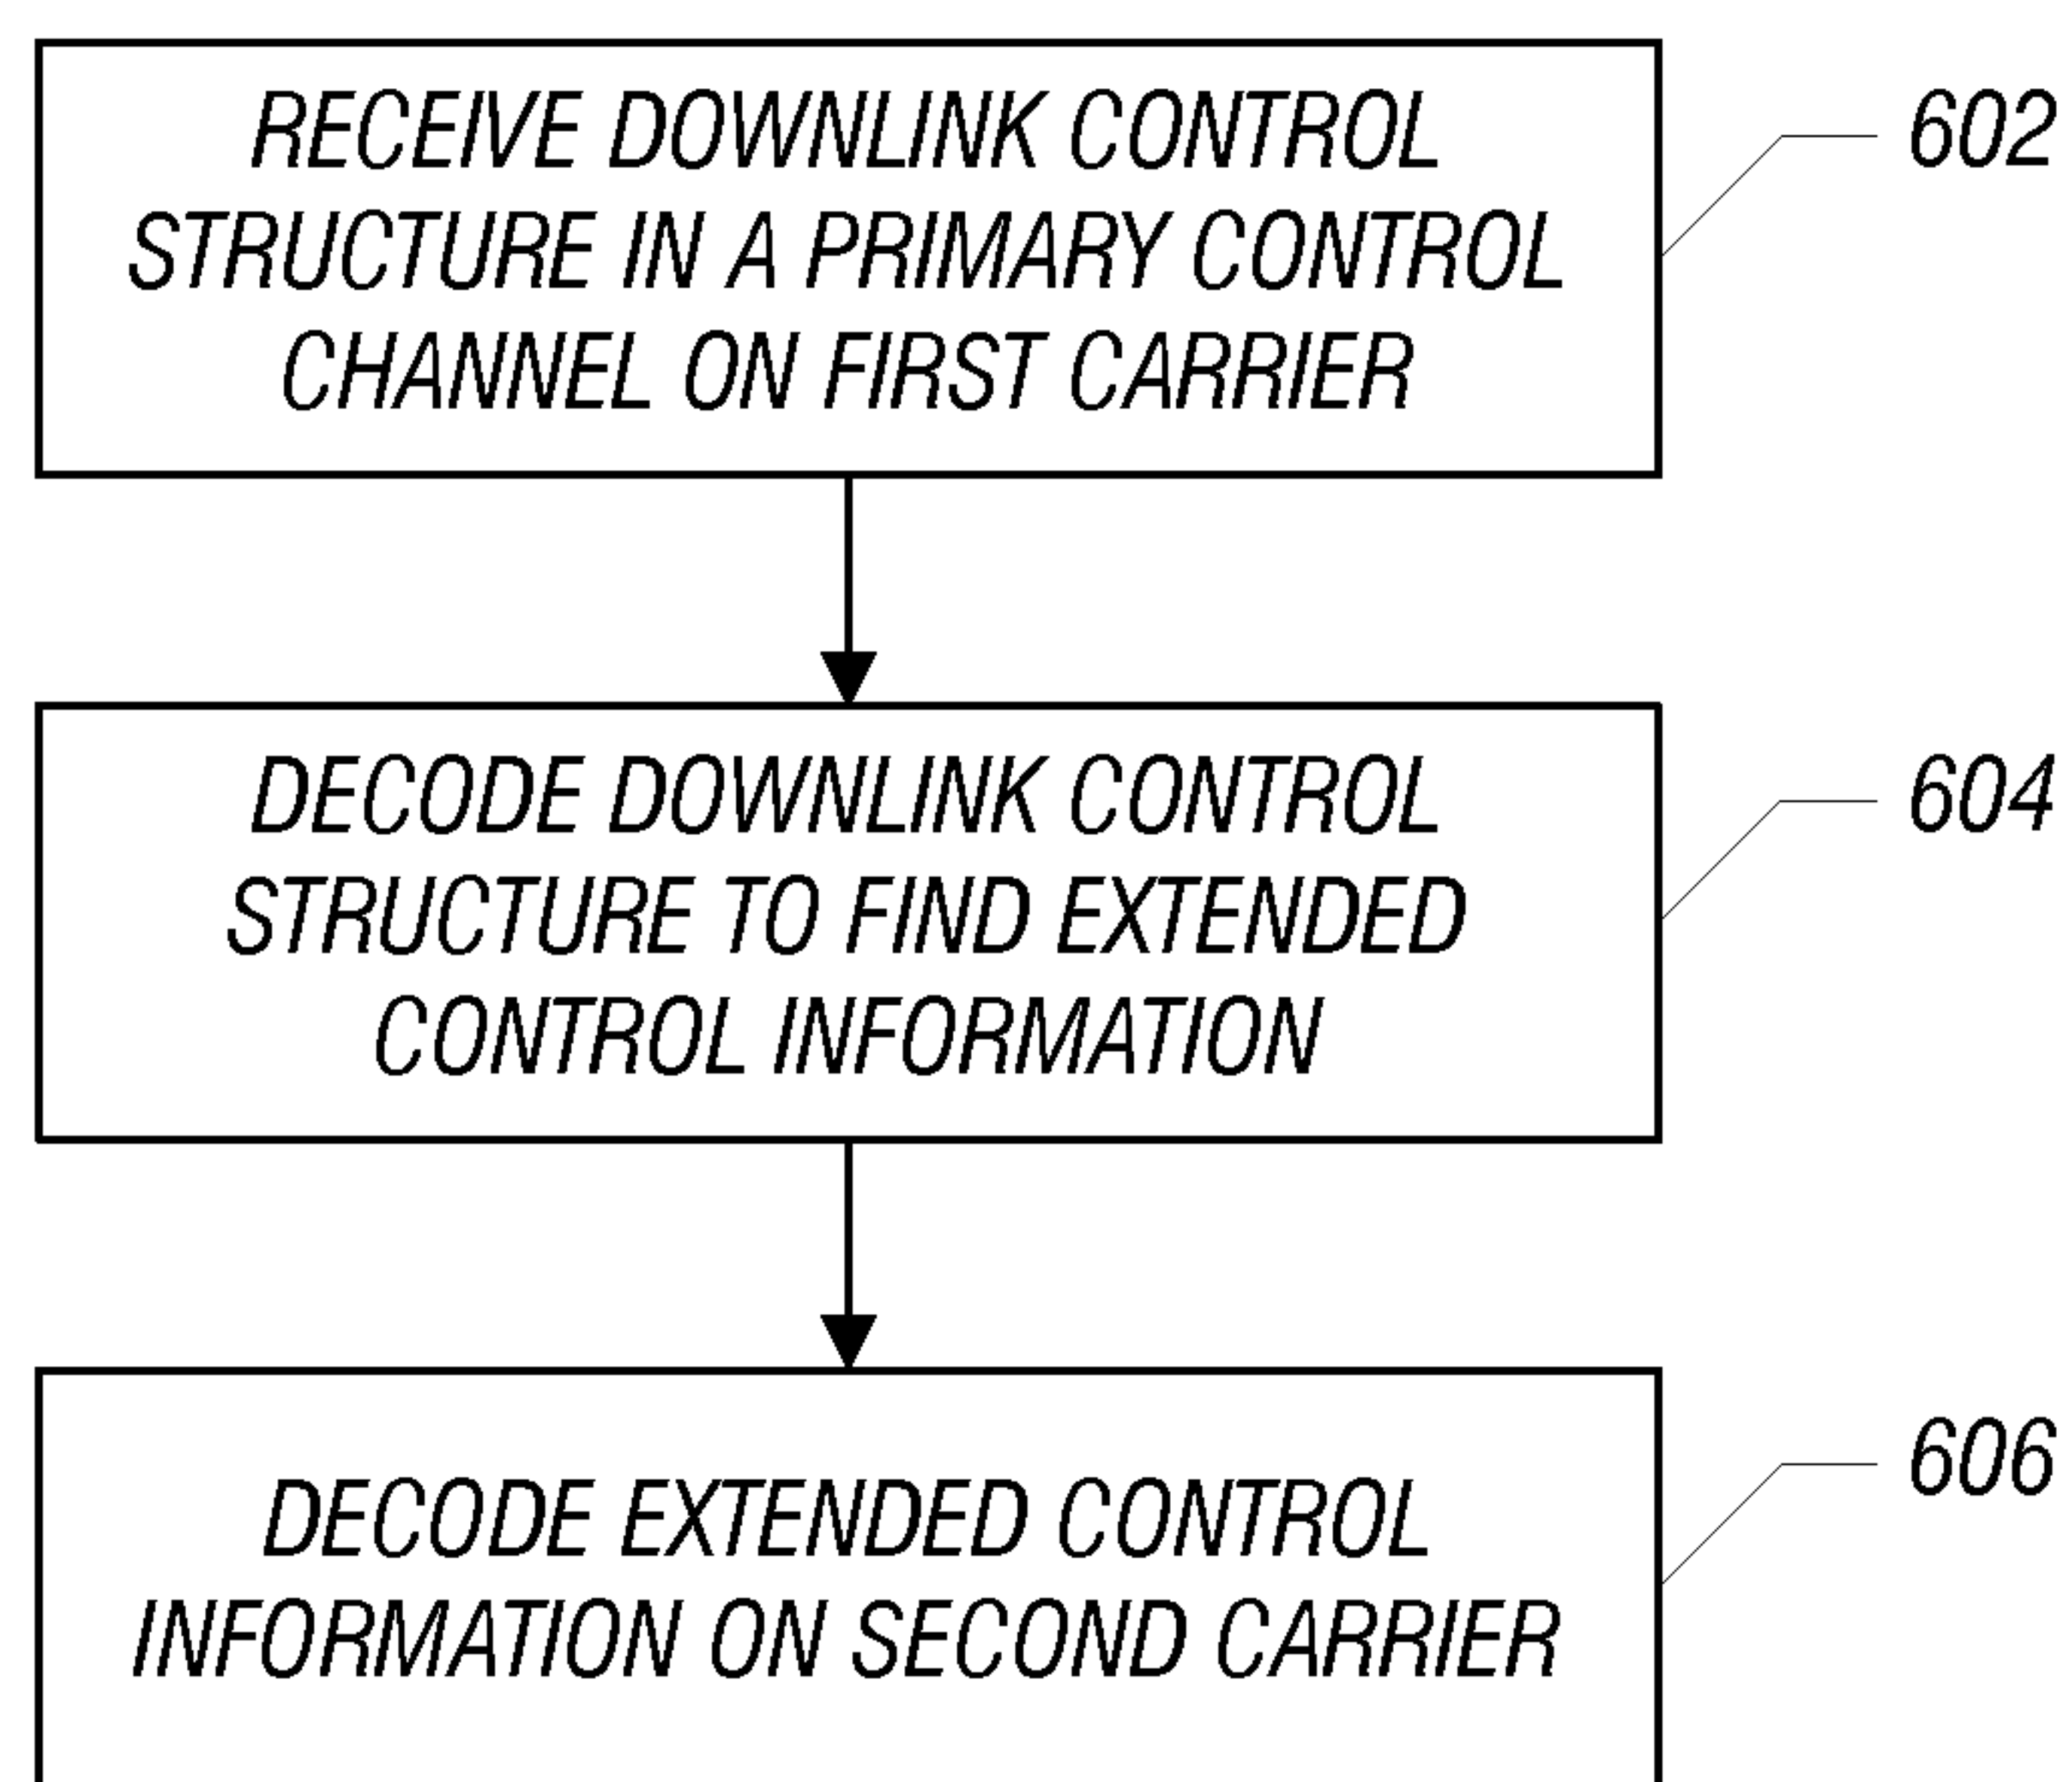 RECEIVE DOWNLINK CONTROL
STRUCTURE IN A PRIMARY CONTROL
CHANNEL ON FIRST CARRIER
602
DECODE DOWNLINK CONTROL
STRUCTURE TO FIND EXTENDED
CONTROL INFORMATION
604
DECODE EXTENDED CONTROL
INFORMATION ON SECOND CARRIER
606